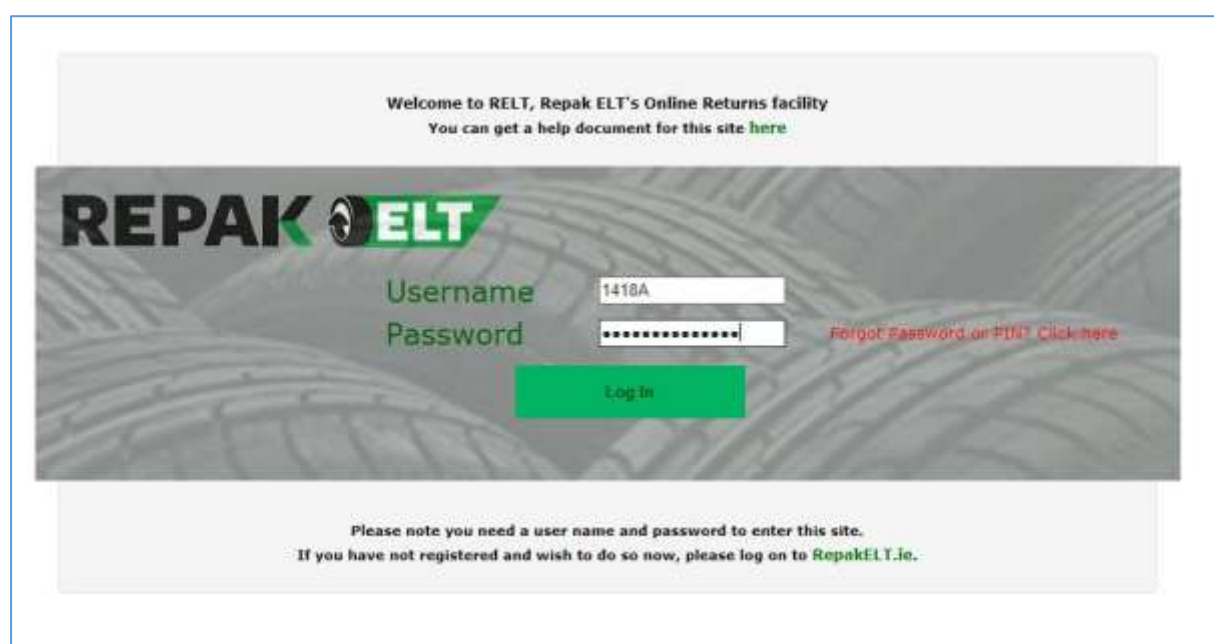 Welcome to RELT, Repak ELT's Online Returns facility
You can get a help document for this site here
REPAK ELT
Username 1418A
Password ••••••••••••••
Forgot Password or PIN? Click here
Log In
Please note you need a user name and password to enter this site.
If you have not registered and wish to do so now, please log on to RepakELT.ie.